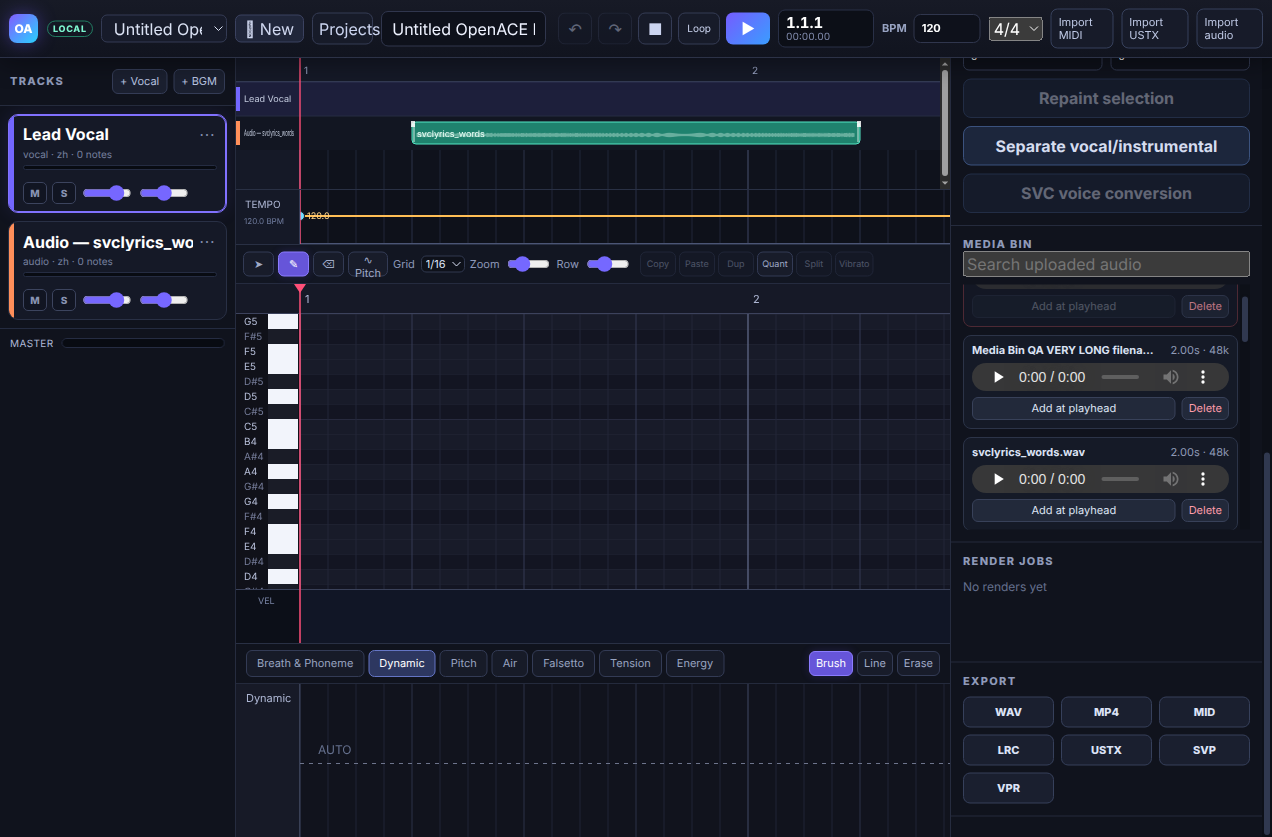 OA LOCAL Untitled Ope New Projects Untitled OpenACE Loop 1.1.1 00:00.00 BPM 120 4/4 Import MIDI Import USTX Import audio
TRACKS + Vocal + BGM
Lead Vocal ...
vocal · zh · 0 notes
M S
Audio — svclyrics_wo ...
audio · zh · 0 notes
M S
MASTER
1 2
Lead Vocal
Audio — svclyrics_words svclyrics_words
TEMPO
120.0 BPM 120.0
Pitch Grid 1/16 Zoom Row Copy Paste Dup Quant Split Vibrato
1 2
G5
F#5
F5
E5
D#5
D5
C#5
C5
B4
A#4
A4
G#4
G4
F#4
F4
E4
D#4
D4
VEL
Breath & Phoneme Dynamic Pitch Air Falsetto Tension Energy Brush Line Erase
Dynamic
AUTO
Repaint selection
Separate vocal/instrumental
SVC voice conversion
MEDIA BIN
Search uploaded audio
Add at playhead Delete
Media Bin QA VERY LONG filena... 2.00s · 48k
0:00 / 0:00
Add at playhead Delete
svclyrics_words.wav 2.00s · 48k
0:00 / 0:00
Add at playhead Delete
RENDER JOBS
No renders yet
EXPORT
WAV MP4 MID
LRC USTX SVP
VPR